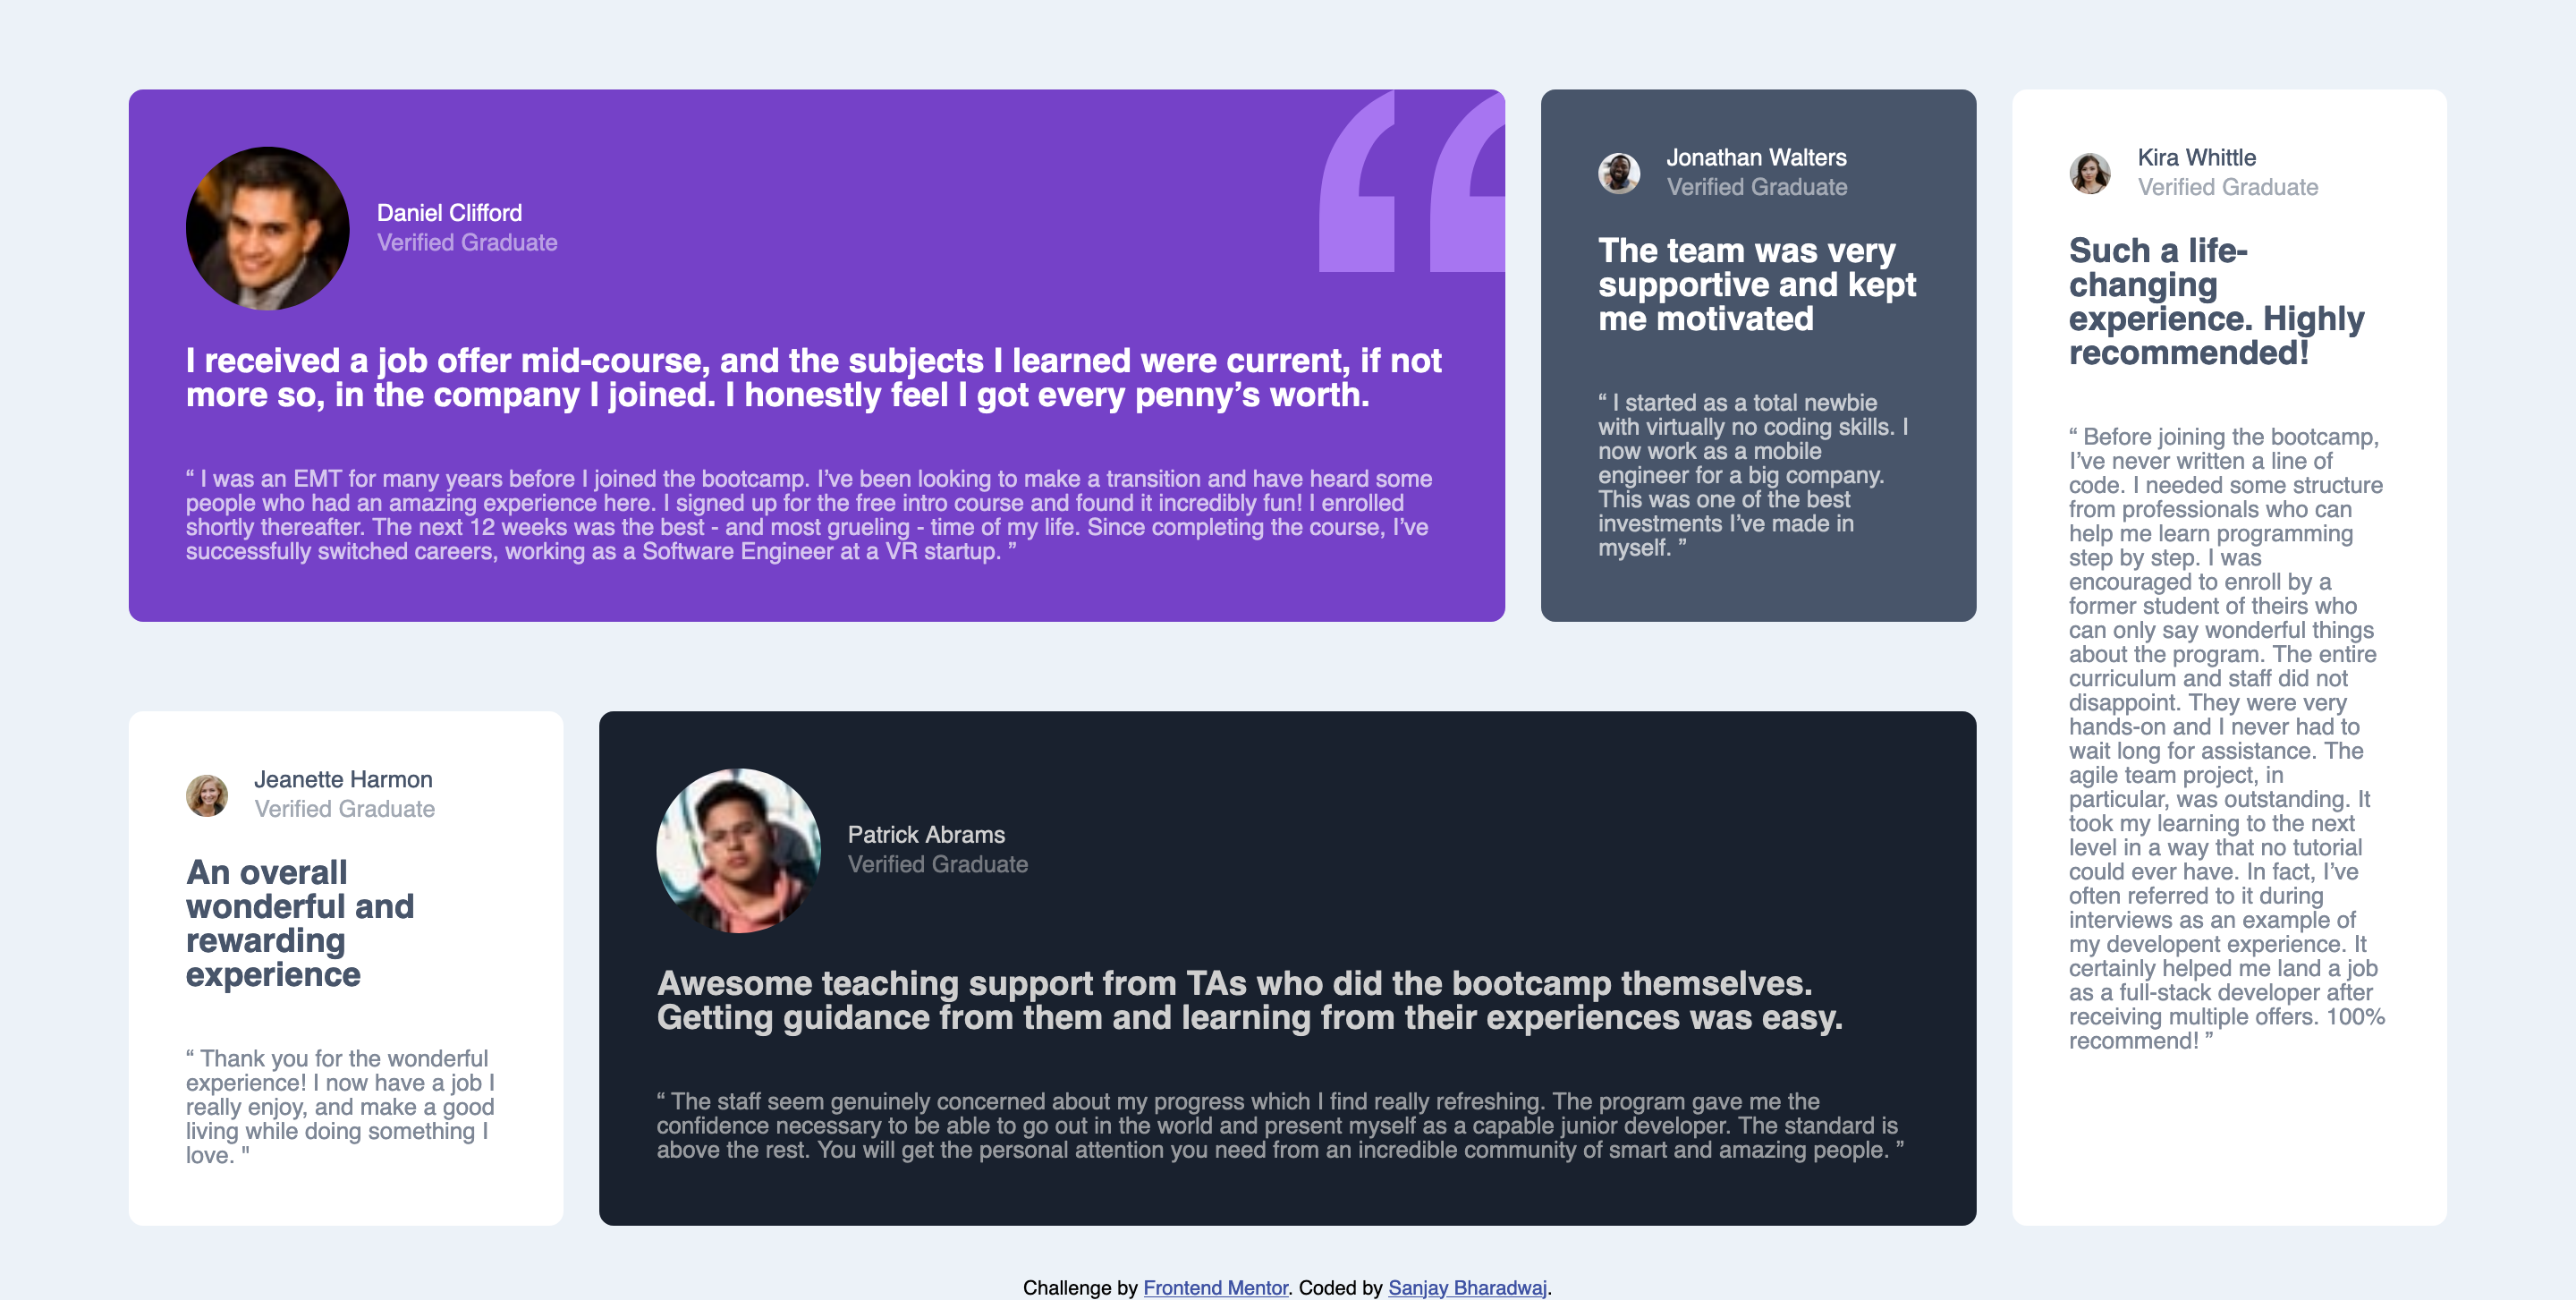 Daniel Clifford
Verified Graduate
I received a job offer mid-course, and the subjects I learned were current, if not
more so, in the company I joined. I honestly feel I got every penny’s worth.
“ I was an EMT for many years before I joined the bootcamp. I’ve been looking to make a transition and have heard some
people who had an amazing experience here. I signed up for the free intro course and found it incredibly fun! I enrolled
shortly thereafter. The next 12 weeks was the best - and most grueling - time of my life. Since completing the course, I’ve
successfully switched careers, working as a Software Engineer at a VR startup. ”
Jonathan Walters
Verified Graduate
The team was very
supportive and kept
me motivated
“ I started as a total newbie
with virtually no coding skills. I
now work as a mobile
engineer for a big company.
This was one of the best
investments I’ve made in
myself. ”
Kira Whittle
Verified Graduate
Such a life-
changing
experience. Highly
recommended!
“ Before joining the bootcamp,
I’ve never written a line of
code. I needed some structure
from professionals who can
help me learn programming
step by step. I was
encouraged to enroll by a
former student of theirs who
can only say wonderful things
about the program. The entire
curriculum and staff did not
disappoint. They were very
hands-on and I never had to
wait long for assistance. The
agile team project, in
particular, was outstanding. It
took my learning to the next
level in a way that no tutorial
could ever have. In fact, I’ve
often referred to it during
interviews as an example of
my developent experience. It
certainly helped me land a job
as a full-stack developer after
receiving multiple offers. 100%
recommend! ”
Jeanette Harmon
Verified Graduate
An overall
wonderful and
rewarding
experience
“ Thank you for the wonderful
experience! I now have a job I
really enjoy, and make a good
living while doing something I
love. "
Patrick Abrams
Verified Graduate
Awesome teaching support from TAs who did the bootcamp themselves.
Getting guidance from them and learning from their experiences was easy.
“ The staff seem genuinely concerned about my progress which I find really refreshing. The program gave me the
confidence necessary to be able to go out in the world and present myself as a capable junior developer. The standard is
above the rest. You will get the personal attention you need from an incredible community of smart and amazing people. ”
Challenge by Frontend Mentor. Coded by Sanjay Bharadwaj.